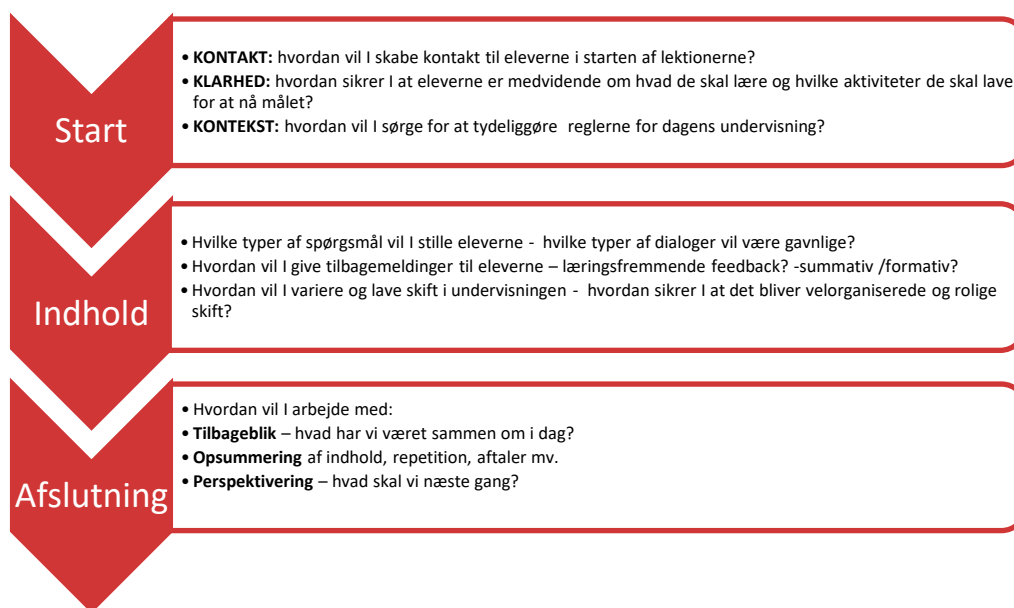 Start
• KONTAKT: hvordan vil I skabe kontakt til eleverne i starten af lektionerne?
• KLARHED: hvordan sikrer I at eleverne er medvidende om hvad de skal lære og hvilke aktiviteter de skal lave
for at nå målet?
• KONTEKST: hvordan vil I sørge for at tydeliggøre  reglerne for dagens undervisning?
Indhold
• Hvilke typer af spørgsmål vil I stille eleverne -  hvilke typer af dialoger vil være gavnlige?
• Hvordan vil I give tilbagemeldinger til eleverne – læringsfremmende feedback? -summativ /formativ?
• Hvordan vil I variere og lave skift i undervisningen -  hvordan sikrer I at det bliver velorganiserede og rolige
skift?
Afslutning
• Hvordan vil I arbejde med:
• Tilbageblik – hvad har vi været sammen om i dag?
• Opsummering af indhold, repetition, aftaler mv.
• Perspektivering – hvad skal vi næste gang?